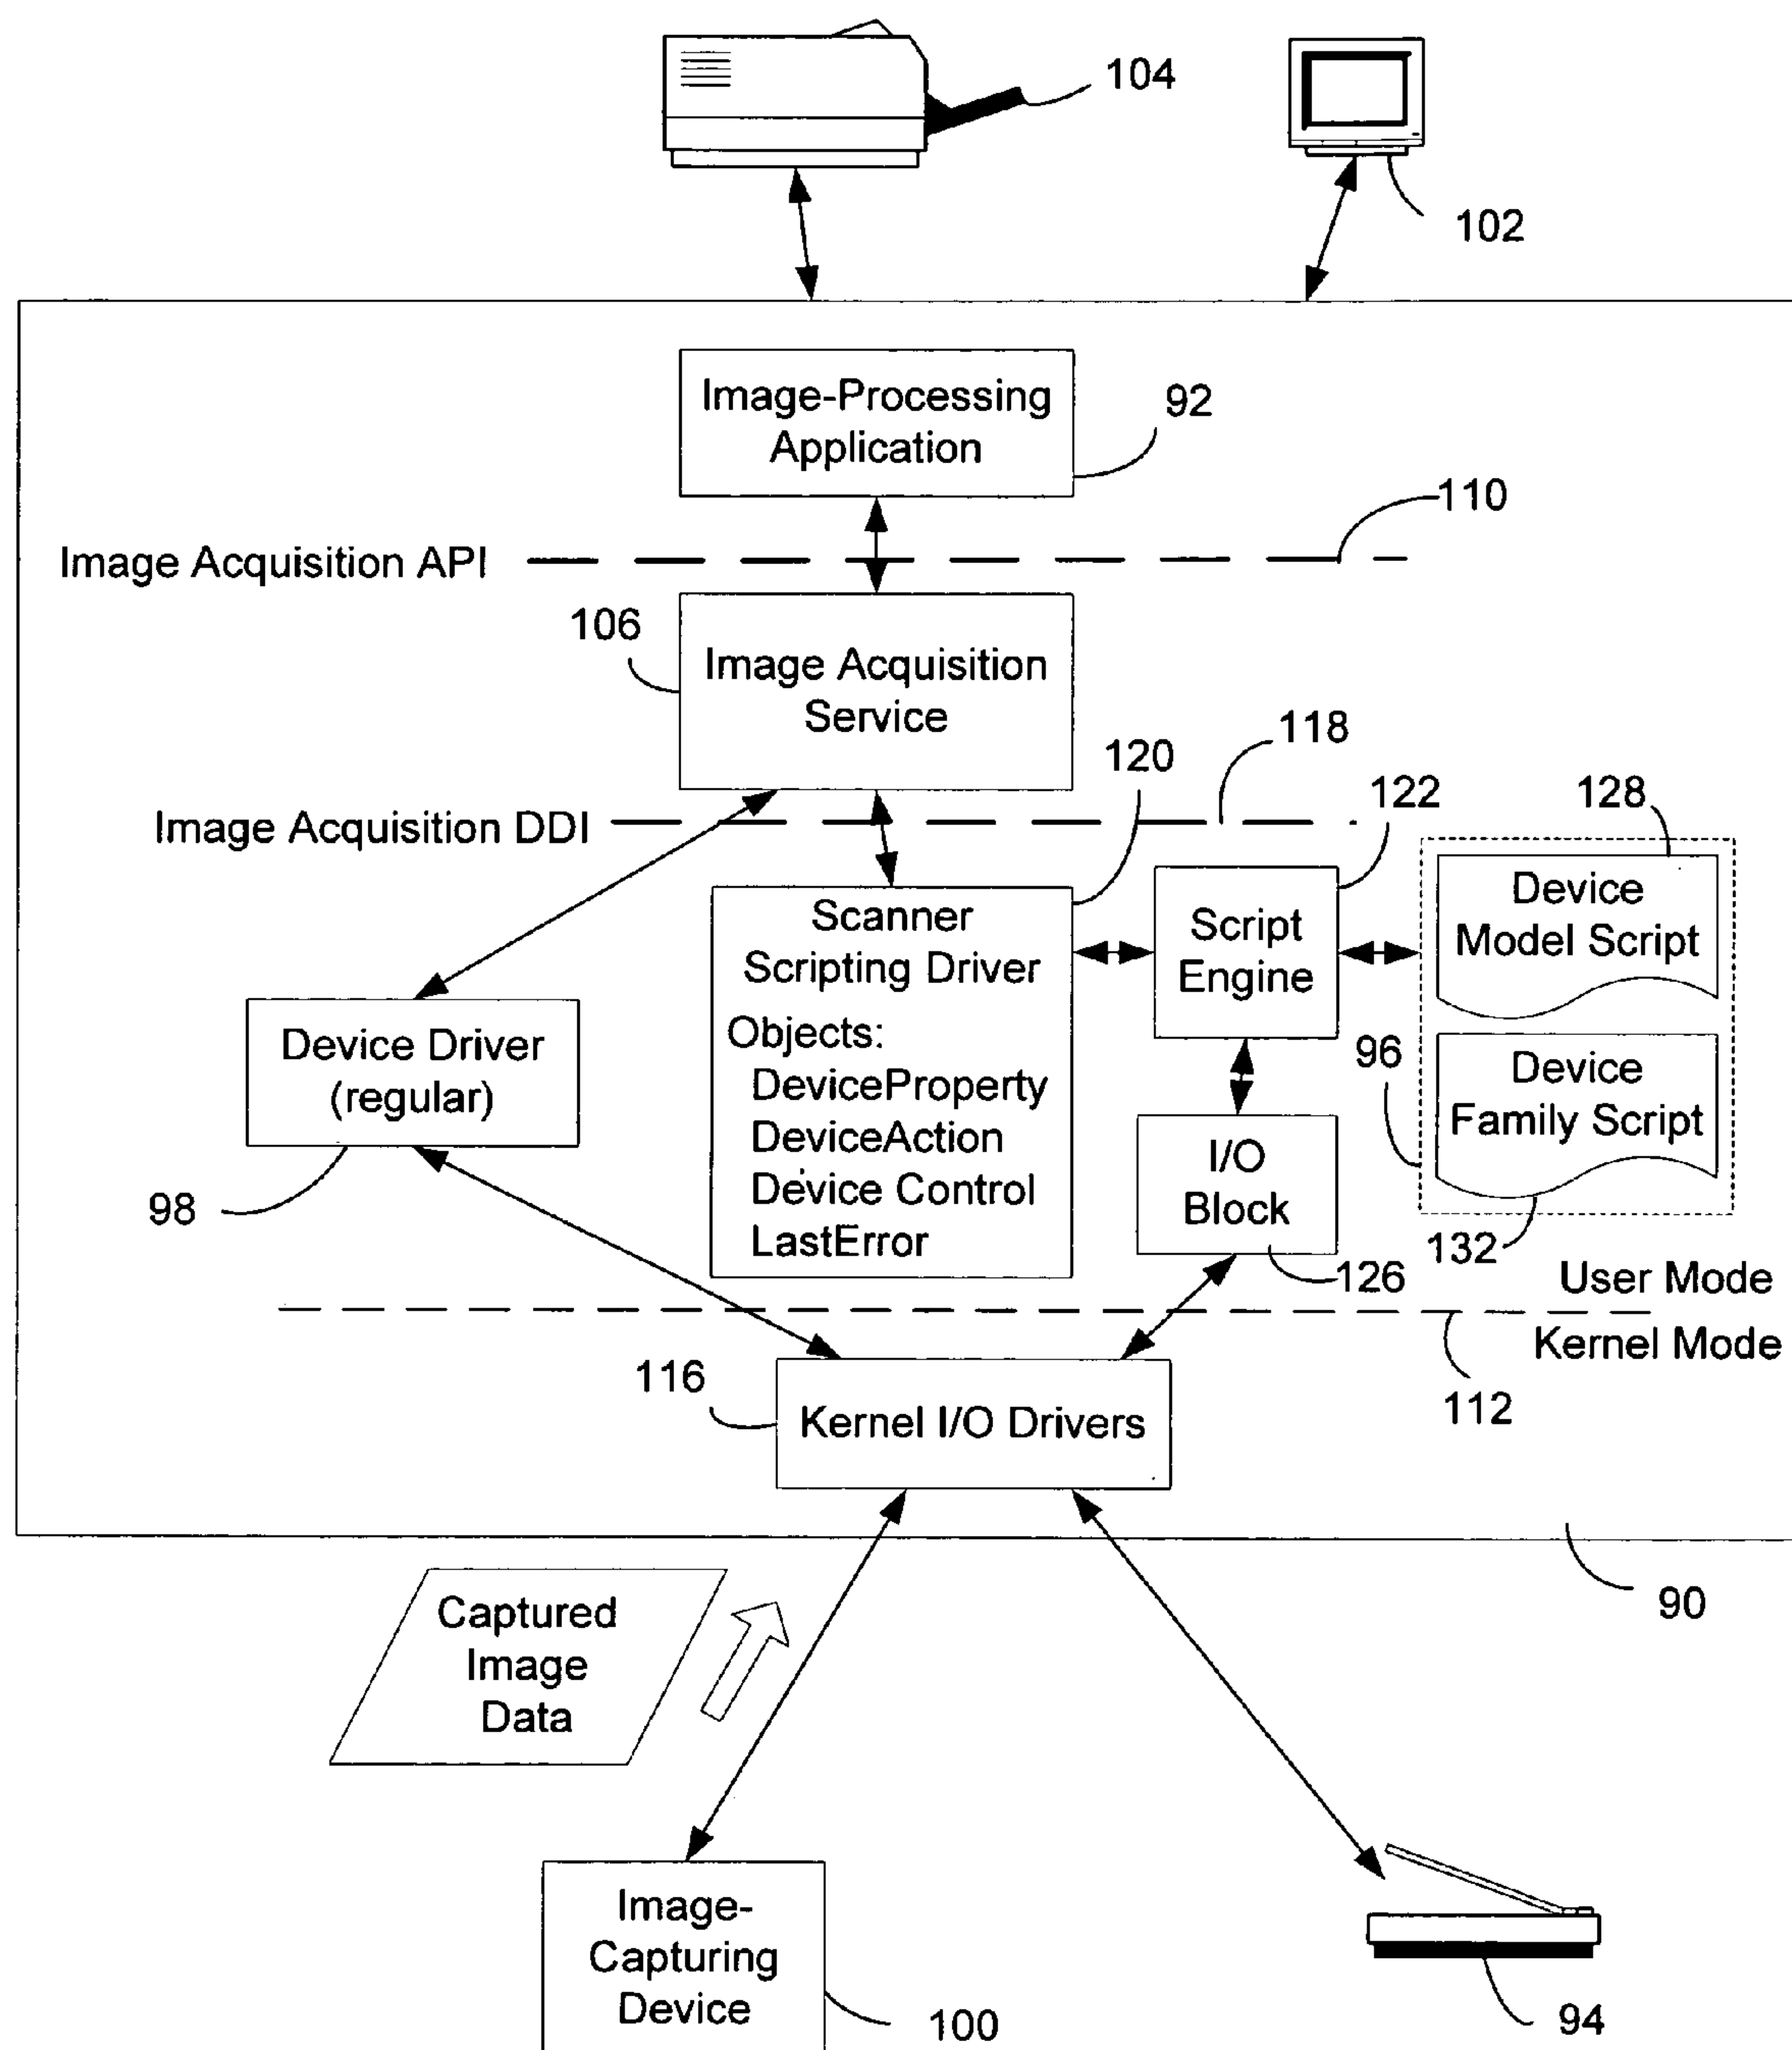 104
102
Image-Processing
Application
92
110
Image Acquisition API
106
Image Acquisition
Service
118
120
122
128
Image Acquisition DDI
Scanner
Scripting Driver
Objects:
DeviceProperty
DeviceAction
Device Control
LastError
Script
Engine
Device
Model Script
Device Driver
(regular)
96
Device
Family Script
98
I/O
Block
132
126
User Mode
Kernel Mode
116
Kernel I/O Drivers
112
90
Captured
Image
Data
Image-
Capturing
Device
100
94